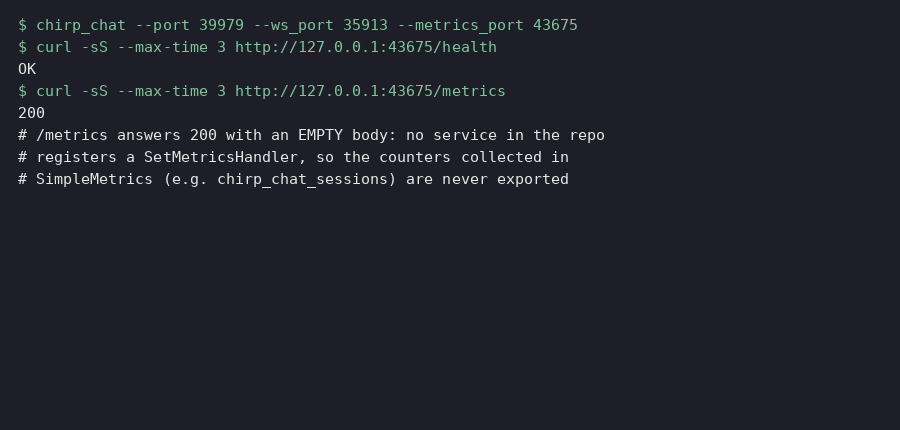 $ chirp_chat --port 39979 --ws_port 35913 --metrics_port 43675
$ curl -sS --max-time 3 http://127.0.0.1:43675/health
OK
$ curl -sS --max-time 3 http://127.0.0.1:43675/metrics
200
# /metrics answers 200 with an EMPTY body: no service in the repo
# registers a SetMetricsHandler, so the counters collected in
# SimpleMetrics (e.g. chirp_chat_sessions) are never exported